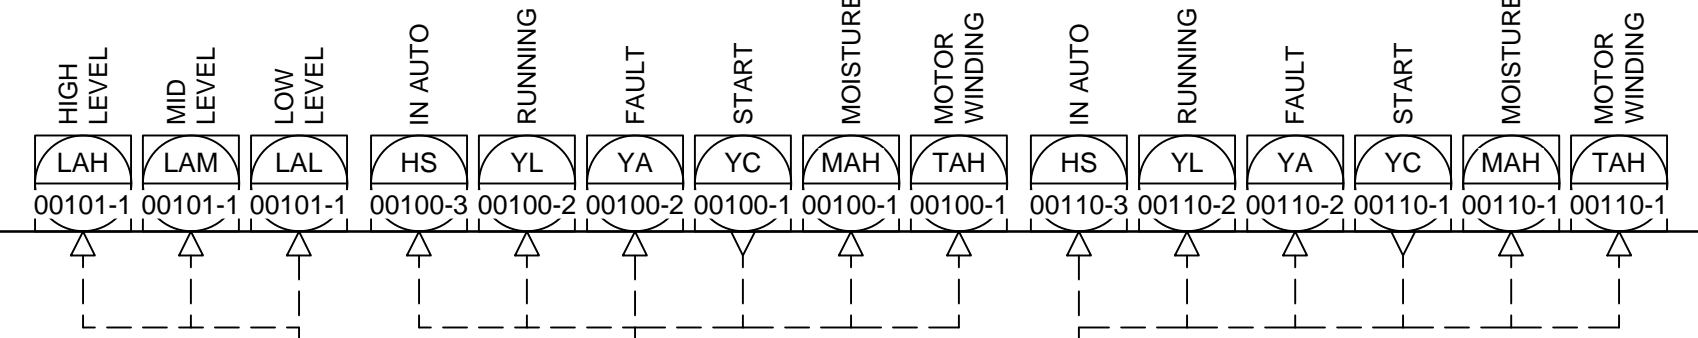 HIGH
LEVEL
MID
LEVEL
LOW
LEVEL
IN AUTO
RUNNING
FAULT
START
MOISTURE
MOTOR
WINDING
IN AUTO
RUNNING
FAULT
START
MOISTURE
MOTOR
WINDING
LAH LAM LAL HS YL YA YC MAH TAH HS YL YA YC MAH TAH
00101-1 00101-1 00101-1 00100-3 00100-2 00100-2 00100-1 00100-1 00100-1 00110-3 00110-2 00110-2 00110-1 00110-1 00110-1